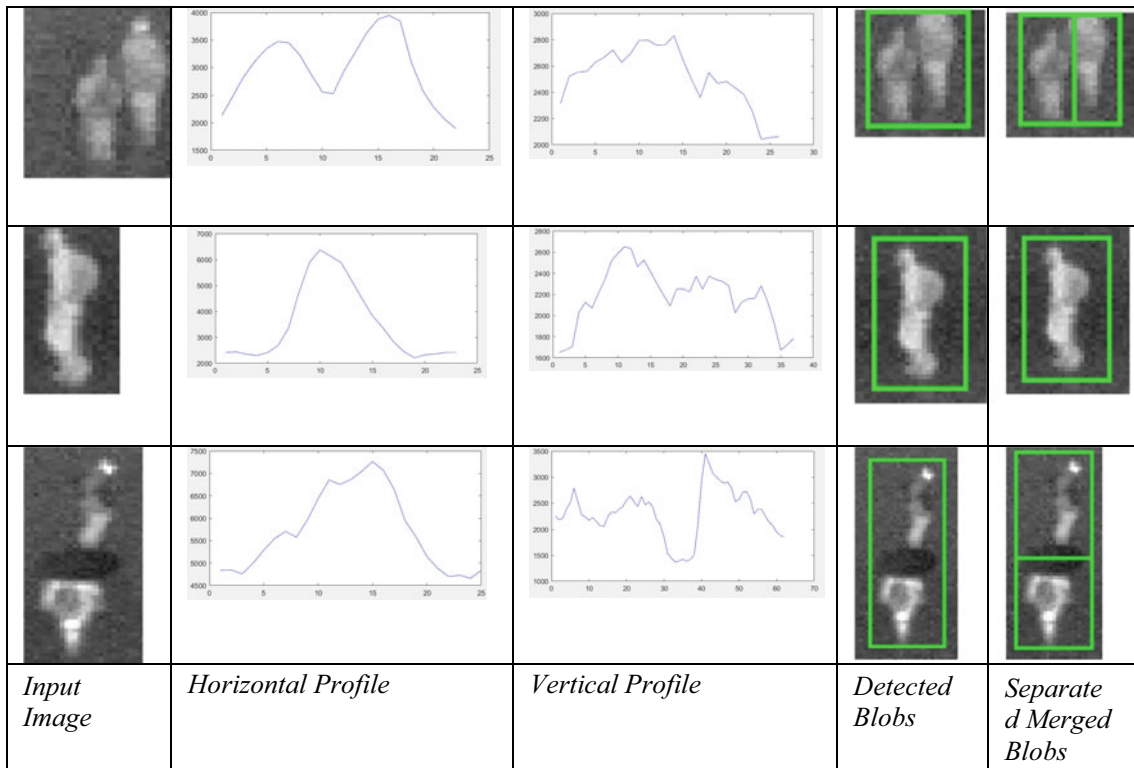 4000
3500
3000
2500
2000
1500
0 5 10 15 20 25
3000
2800
2600
2400
2200
2000
0 5 10 15 20 25 30
7000
6000
5000
4000
3000
2000
0 5 10 15 20 25
2800
2600
2400
2200
2000
1800
1600
0 5 10 15 20 25 30 35 40
7500
7000
6500
6000
5500
5000
4500
0 5 10 15 20 25
3500
3000
2500
2000
1500
1000
0 10 20 30 40 50 60 70
Input
Image
Horizontal Profile
Vertical Profile
Detected
Blobs
Separate
d Merged
Blobs